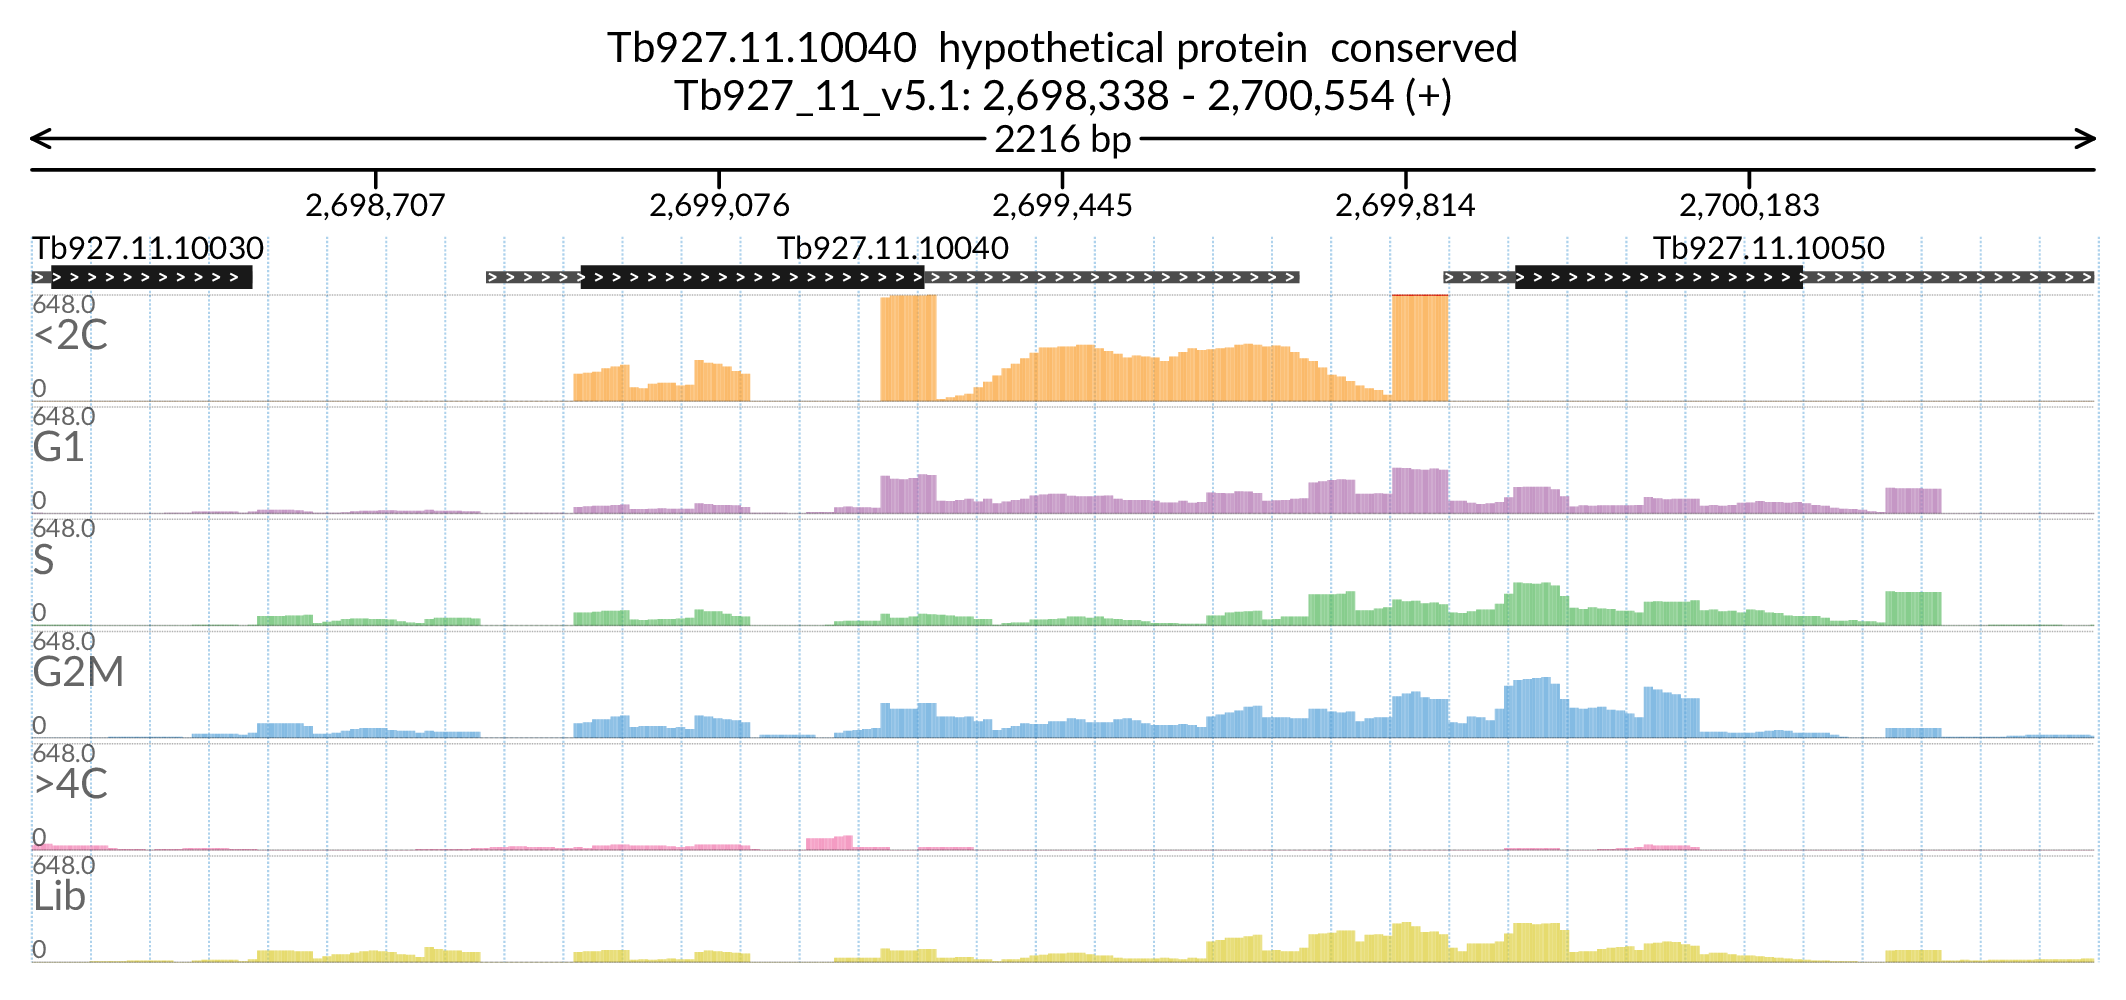 Tb927.11.10040 hypothetical protein conserved
Tb927_11_v5.1: 2,698,338 - 2,700,554 (+)
2216 bp
2,698,707 2,699,076 2,699,445 2,699,814 2,700,183
Tb927.11.10030 Tb927.11.10040 Tb927.11.10050
648.0
<2C
0
648.0
G1
0
648.0
S
0
648.0
G2M
0
648.0
>4C
0
648.0
Lib
0